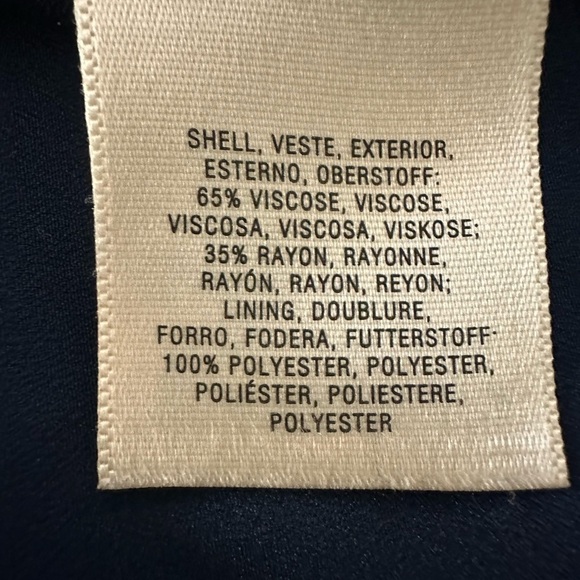 SHELL, VESTE, EXTERIOR,
ESTERNO, OBERSTOFF:
65% VISCOSE, VISCOSE,
VISCOSA, VISCOSA, VISKOSE;
35% RAYON, RAYONNE,
RAYÓN, RAYON, REYON;
LINING, DOUBLURE,
FORRO, FODERA, FUTTERSTOFF:
100% POLYESTER, POLYESTER,
POLIÉSTER, POLIESTERE,
POLYESTER